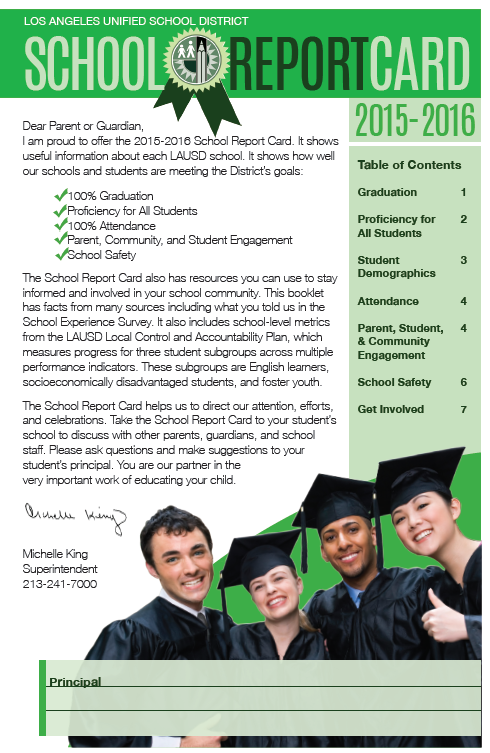 LOS ANGELES UNIFIED SCHOOL DISTRICT
SCHOOL REPORTCARD
2015-2016
Dear Parent or Guardian,
I am proud to offer the 2015-2016 School Report Card. It shows
useful information about each LAUSD school. It shows how well
our schools and students are meeting the District's goals:
100% Graduation
Proficiency for All Students
100% Attendance
Parent, Community, and Student Engagement
School Safety
The School Report Card also has resources you can use to stay
informed and involved in your school community. This booklet
has facts from many sources including what you told us in the
School Experience Survey. It also includes school-level metrics
from the LAUSD Local Control and Accountability Plan, which
measures progress for three student subgroups across multiple
performance indicators. These subgroups are English learners,
socioeconomically disadvantaged students, and foster youth.
The School Report Card helps us to direct our attention, efforts,
and celebrations. Take the School Report Card to your student's
school to discuss with other parents, guardians, and school
staff. Please ask questions and make suggestions to your
student's principal. You are our partner in the
very important work of educating your child.
Michelle King
Michelle King
Superintendent
213-241-7000
Table of Contents
Graduation 1
Proficiency for 2
All Students
Student 3
Demographics
Attendance 4
Parent, Student, 4
& Community
Engagement
School Safety 6
Get Involved 7
Principal